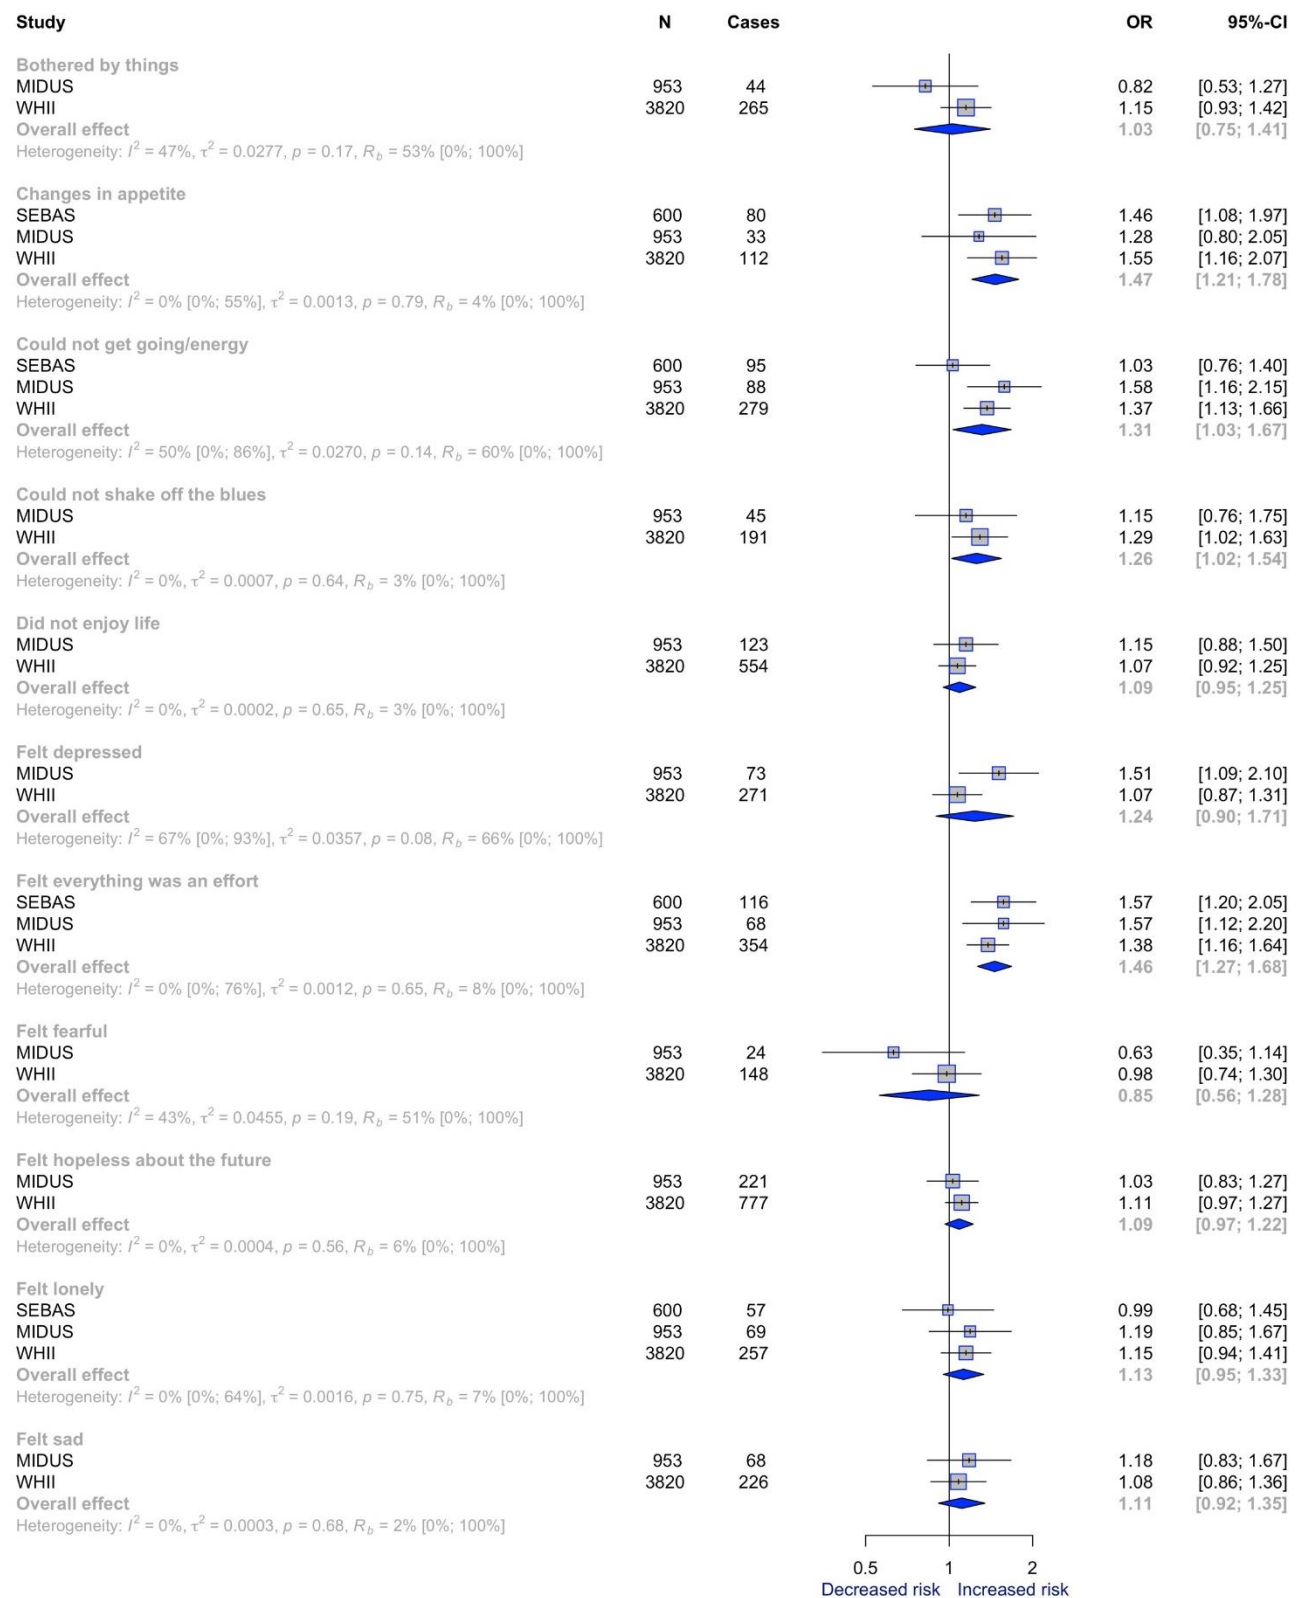 Study N Cases OR 95%-CI
Bothered by things
MIDUS 953 44 0.82 [0.53; 1.27]
WHII 3820 265 1.15 [0.93; 1.42]
Overall effect 1.03 [0.75; 1.41]
Heterogeneity: I² = 47%, τ² = 0.0277, p = 0.17, R_b = 53% [0%; 100%]
Changes in appetite
SEBAS 600 80 1.46 [1.08; 1.97]
MIDUS 953 33 1.28 [0.80; 2.05]
WHII 3820 112 1.55 [1.16; 2.07]
Overall effect 1.47 [1.21; 1.78]
Heterogeneity: I² = 0% [0%; 55%], τ² = 0.0013, p = 0.79, R_b = 4% [0%; 100%]
Could not get going/energy
SEBAS 600 95 1.03 [0.76; 1.40]
MIDUS 953 88 1.58 [1.16; 2.15]
WHII 3820 279 1.37 [1.13; 1.66]
Overall effect 1.31 [1.03; 1.67]
Heterogeneity: I² = 50% [0%; 86%], τ² = 0.0270, p = 0.14, R_b = 60% [0%; 100%]
Could not shake off the blues
MIDUS 953 45 1.15 [0.76; 1.75]
WHII 3820 191 1.29 [1.02; 1.63]
Overall effect 1.26 [1.02; 1.54]
Heterogeneity: I² = 0%, τ² = 0.0007, p = 0.64, R_b = 3% [0%; 100%]
Did not enjoy life
MIDUS 953 123 1.15 [0.88; 1.50]
WHII 3820 554 1.07 [0.92; 1.25]
Overall effect 1.09 [0.95; 1.25]
Heterogeneity: I² = 0%, τ² = 0.0002, p = 0.65, R_b = 3% [0%; 100%]
Felt depressed
MIDUS 953 73 1.51 [1.09; 2.10]
WHII 3820 271 1.07 [0.87; 1.31]
Overall effect 1.24 [0.90; 1.71]
Heterogeneity: I² = 67% [0%; 93%], τ² = 0.0357, p = 0.08, R_b = 66% [0%; 100%]
Felt everything was an effort
SEBAS 600 116 1.57 [1.20; 2.05]
MIDUS 953 68 1.57 [1.12; 2.20]
WHII 3820 354 1.38 [1.16; 1.64]
Overall effect 1.46 [1.27; 1.68]
Heterogeneity: I² = 0% [0%; 76%], τ² = 0.0012, p = 0.65, R_b = 8% [0%; 100%]
Felt fearful
MIDUS 953 24 0.63 [0.35; 1.14]
WHII 3820 148 0.98 [0.74; 1.30]
Overall effect 0.85 [0.56; 1.28]
Heterogeneity: I² = 43%, τ² = 0.0455, p = 0.19, R_b = 51% [0%; 100%]
Felt hopeless about the future
MIDUS 953 221 1.03 [0.83; 1.27]
WHII 3820 777 1.11 [0.97; 1.27]
Overall effect 1.09 [0.97; 1.22]
Heterogeneity: I² = 0%, τ² = 0.0004, p = 0.56, R_b = 6% [0%; 100%]
Felt lonely
SEBAS 600 57 0.99 [0.68; 1.45]
MIDUS 953 69 1.19 [0.85; 1.67]
WHII 3820 257 1.15 [0.94; 1.41]
Overall effect 1.13 [0.95; 1.33]
Heterogeneity: I² = 0% [0%; 64%], τ² = 0.0016, p = 0.75, R_b = 7% [0%; 100%]
Felt sad
MIDUS 953 68 1.18 [0.83; 1.67]
WHII 3820 226 1.08 [0.86; 1.36]
Overall effect 1.11 [0.92; 1.35]
Heterogeneity: I² = 0%, τ² = 0.0003, p = 0.68, R_b = 2% [0%; 100%]
0.5 1 2
Decreased risk Increased risk